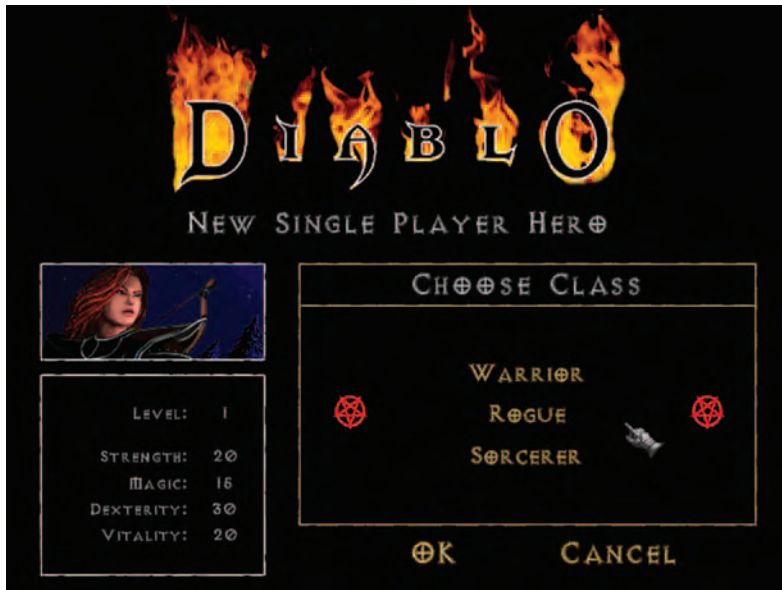 DIABLO
NEW SINGLE PLAYER HERO
CHOOSE CLASS
WARRIOR
ROGUE
SORCERER
LEVEL: 1
STRENGTH: 20
MAGIC: 15
DEXTERITY: 30
VITALITY: 20
OK CANCEL